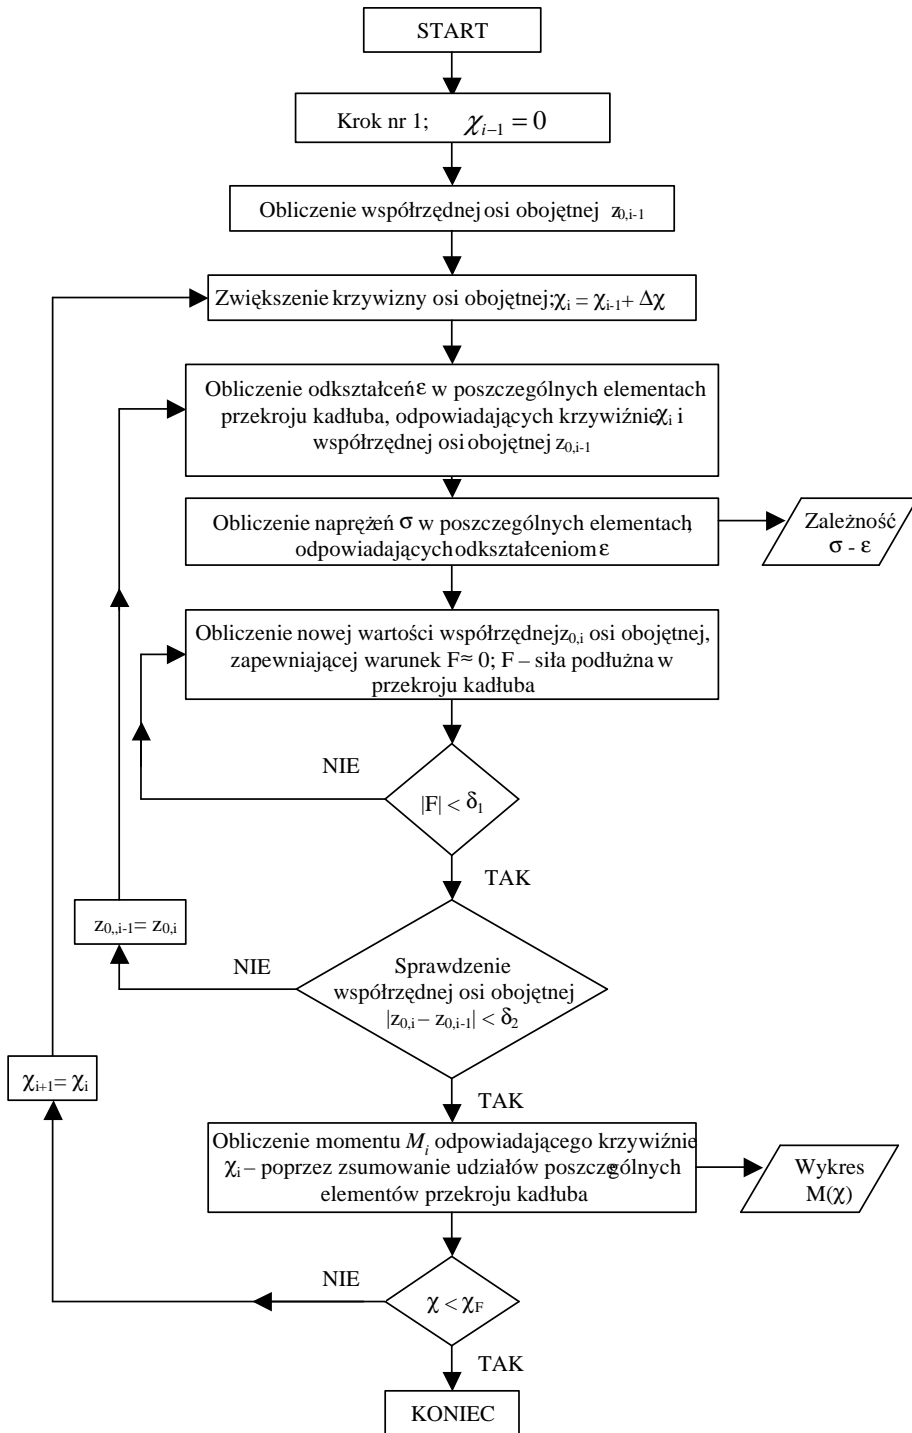 START
Krok nr 1; χi−1 = 0
Obliczenie współrzędnej osi obojętnej z0,i-1
Zwiększenie krzywizny osi obojętnej; χi = χi-1 + Δχ
Obliczenie odkształceń ε w poszczególnych elementach
przekroju kadłuba, odpowiadających krzywiźnie χi i
współrzędnej osi obojętnej z0,i-1
Obliczenie naprężeń σ w poszczególnych elementach,
odpowiadających odkształceniom ε
Zależność
σ - ε
Obliczenie nowej wartości współrzędnej z0,i osi obojętnej,
zapewniającej warunek F ≈ 0; F – siła podłużna w
przekroju kadłuba
NIE
|F| < δ1
TAK
z0,,i-1 = z0,i
NIE
Sprawdzenie
współrzędnej osi obojętnej
|z0,i – z0,i-1| < δ2
χi+1 = χi
TAK
Obliczenie momentu Mi odpowiadającego krzywiźnie
χi – poprzez zsumowanie udziałów poszczególnych
elementów przekroju kadłuba
Wykres
M(χ)
NIE
χ < χF
TAK
KONIEC